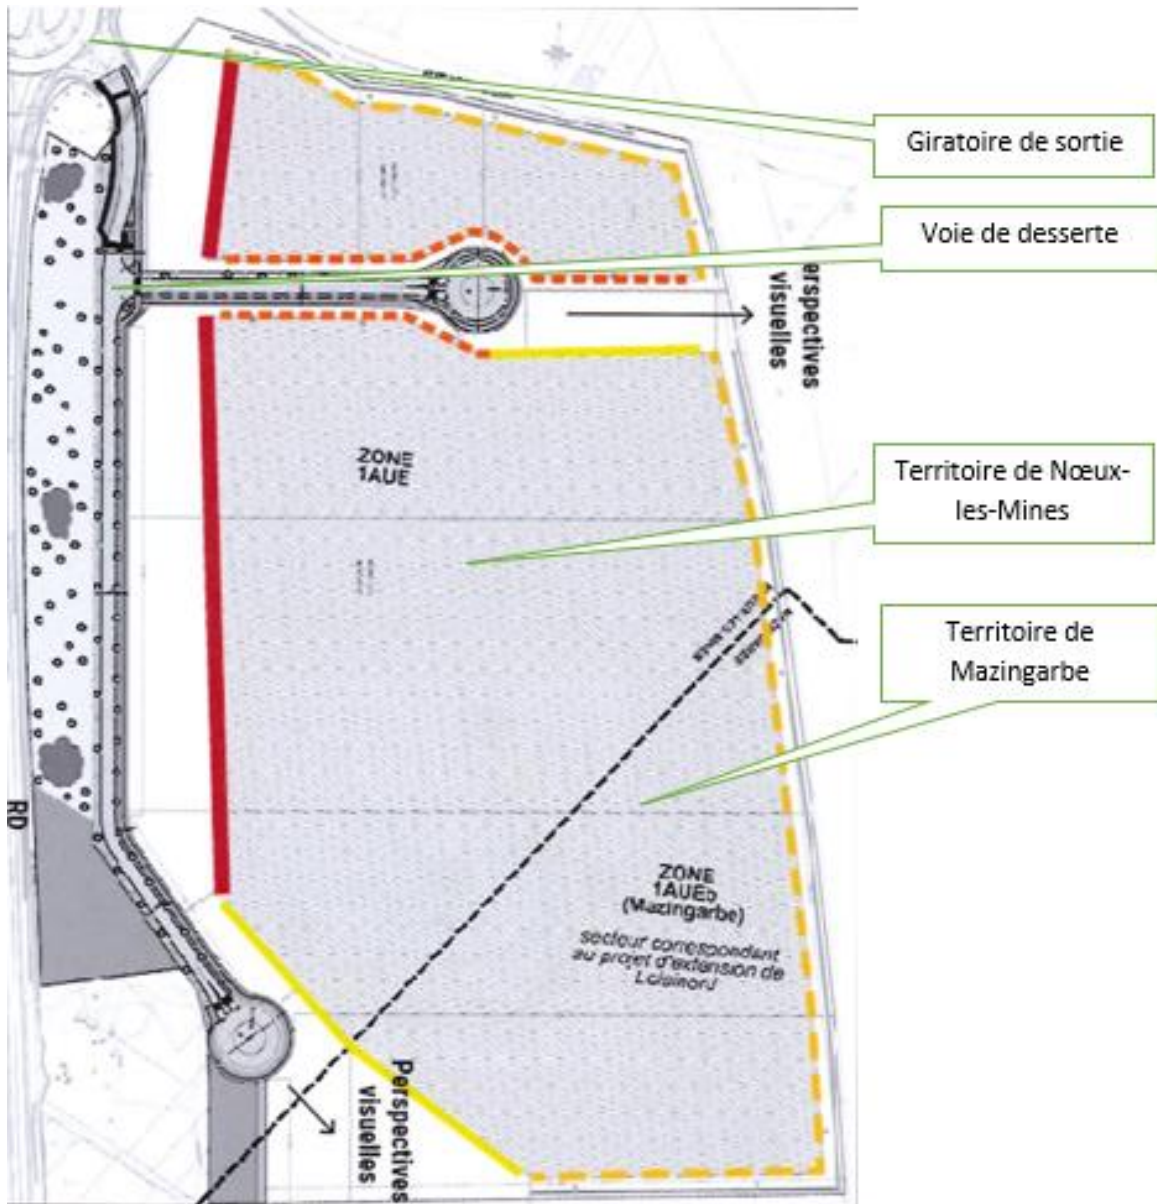 Giratoire de sortie
Voie de desserte
Perspectives
visuelles
ZONE
1AUE
Territoire de Nœux-
les-Mines
Territoire de
Mazingarbe
RD
ZONE
1AUEb
(Mazingarbe)
secteur correspondant
au projet d'extension de
Loisinord
Perspectives
visuelles